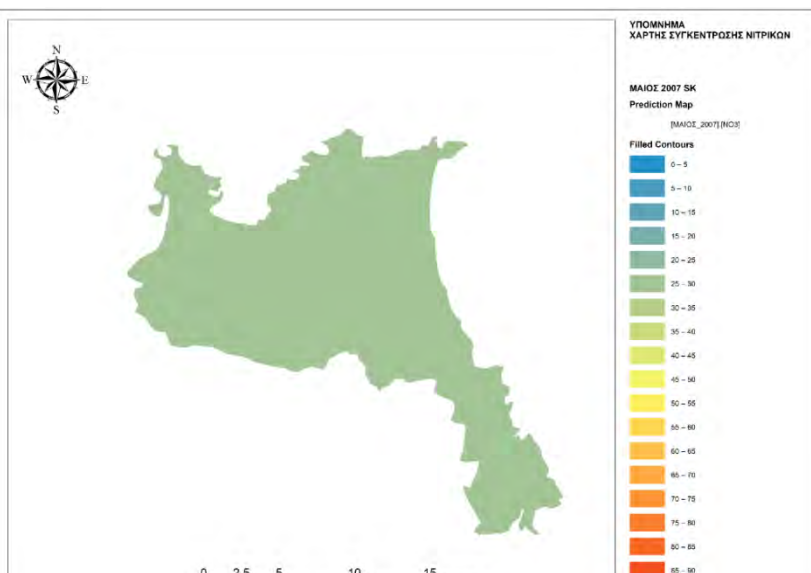 N
W E
S
0 2.5 5 10 15
ΥΠΟΜΝΗΜΑ
ΧΑΡΤΗΣ ΣΥΓΚΕΝΤΡΩΣΗΣ ΝΙΤΡΙΚΩΝ
ΜΑΙΟΣ 2007 SK
Prediction Map
[ΜΑΙΟΣ_2007].[NO3]
Filled Contours
0 – 5
5 – 10
10 – 15
15 – 20
20 – 25
25 – 30
30 – 35
35 – 40
40 – 45
45 – 50
50 – 55
55 – 60
60 – 65
65 – 70
70 – 75
75 – 80
80 – 85
85 – 90